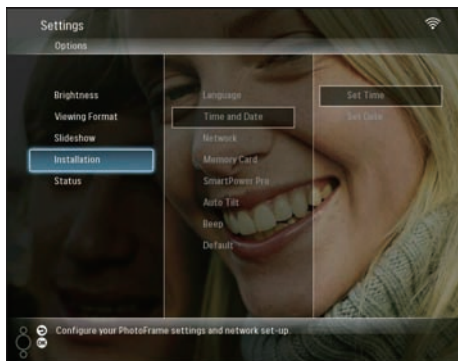 Settings
Options
Brightness
Viewing Format
Slideshow
Installation
Status
Language
Time and Date
Network
Memory Card
SmartPower Pro
Auto Tilt
Beep
Default
Set Time
Set Date
OK
Configure your PhotoFrame settings and network set-up.